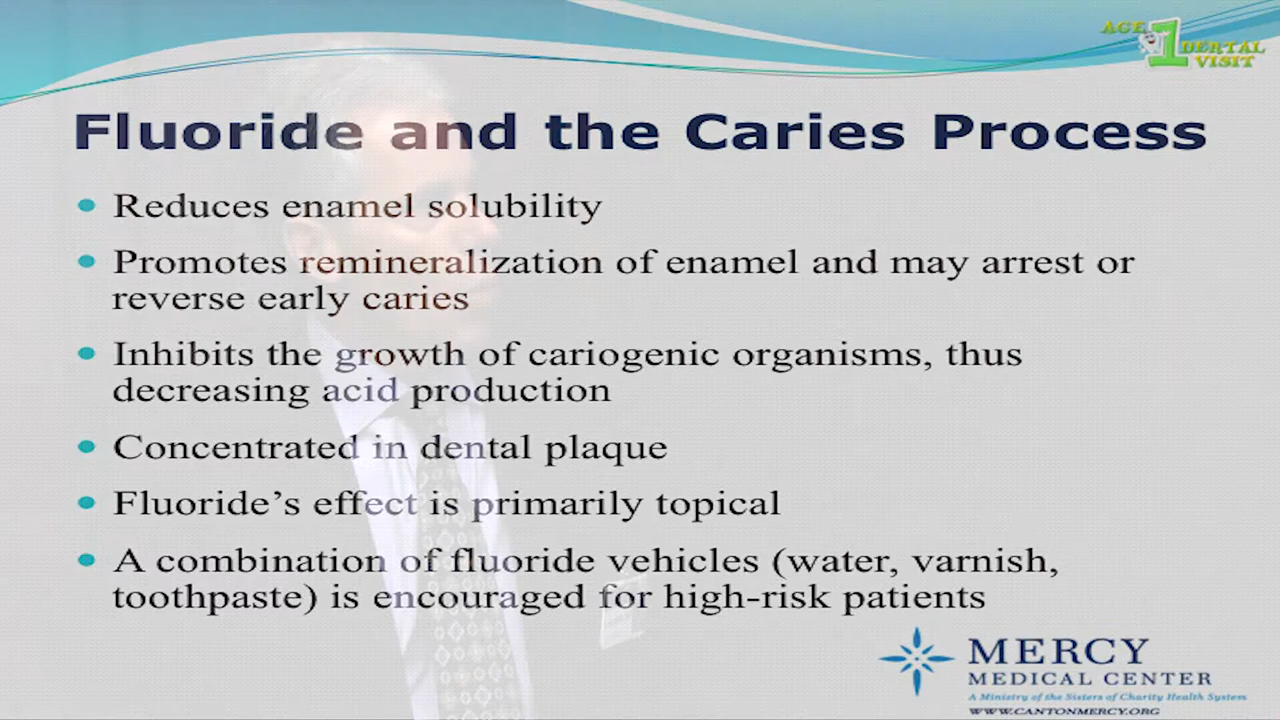 AGE 1 DENTAL VISIT
Fluoride and the Caries Process
• Reduces enamel solubility
• Promotes remineralization of enamel and may arrest or
reverse early caries
• Inhibits the growth of cariogenic organisms, thus
decreasing acid production
• Concentrated in dental plaque
• Fluoride’s effect is primarily topical
• A combination of fluoride vehicles (water, varnish,
toothpaste) is encouraged for high-risk patients
MERCY
MEDICAL CENTER
A Ministry of the Sisters of Charity Health System
WWW.CANTONMERCY.ORG